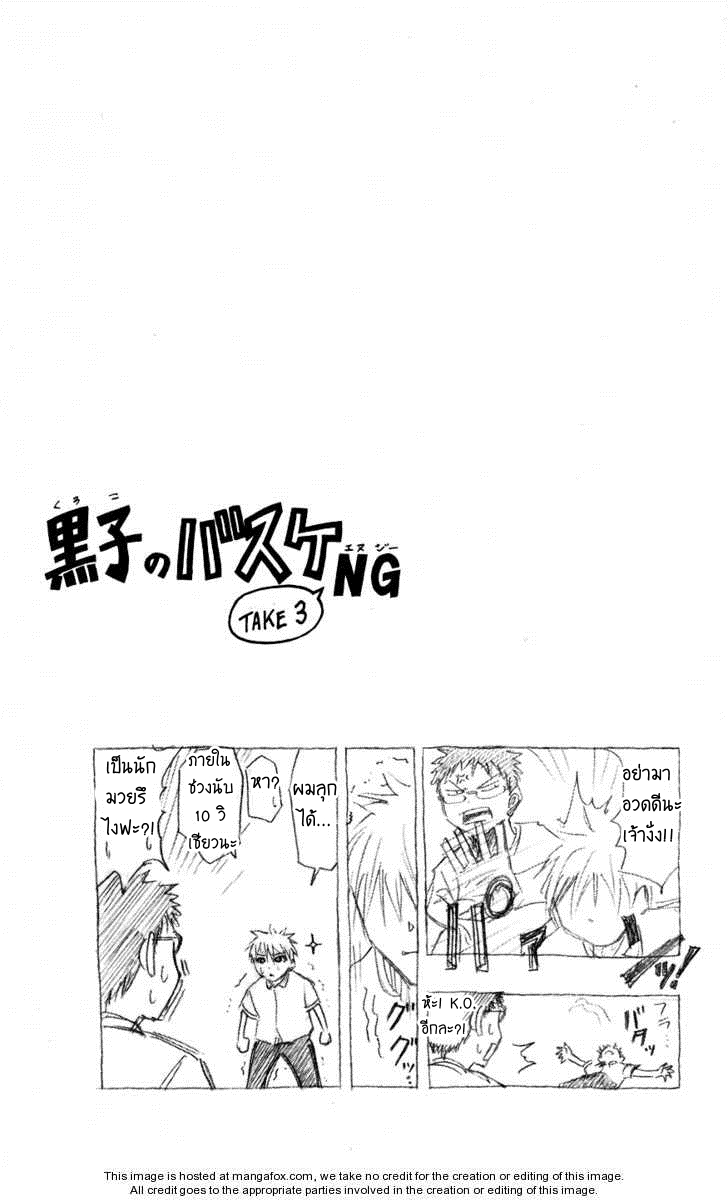 くろこ
黒子のバスケNG
エヌジー
TAKE 3
อย่ามา
อวดดีนะ
เจ้างั่ง!!
フラ…
バタッ
ห้ะ! K.O.
อีกละ?!
グググッ…
ผมลุก
ได้...
หา?
ภายใน
ช่วงนับ
10 วิ
เชียวนะ
เป็นนัก
มวยรึ
ไงฟะ?!
This image is hosted at mangafox.com, we take no credit for the creation or editing of this image.
All credit goes to the appropriate parties involved in the creation or editing of this image.